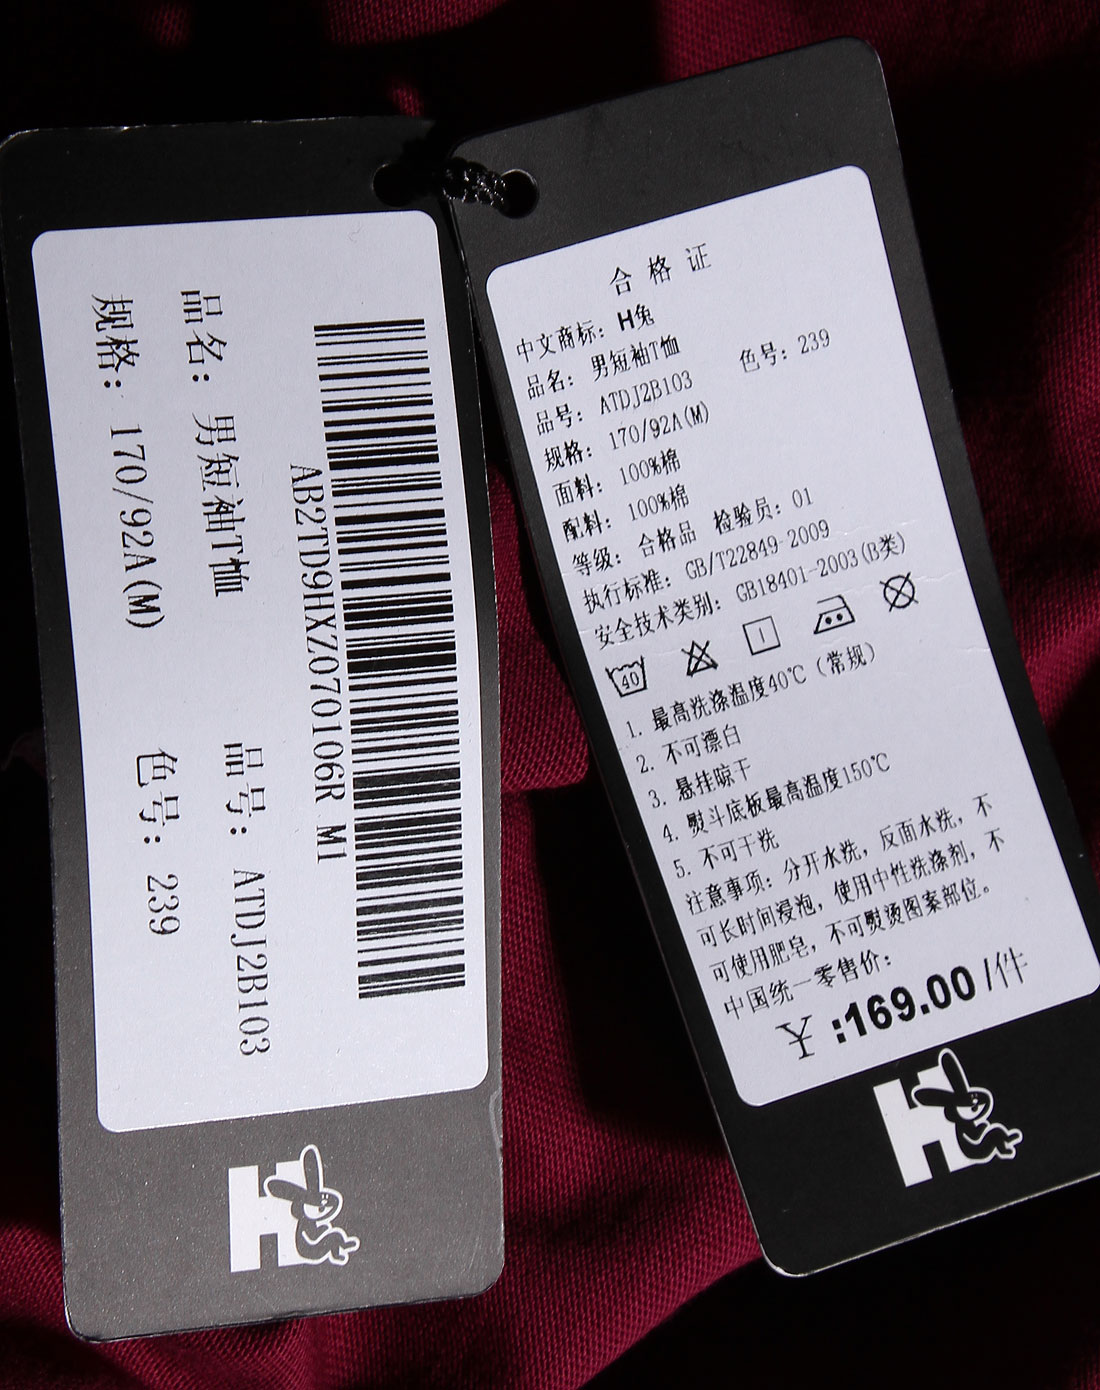 品名：男短袖T恤 品号：ATDJ2B103
规格：170/92A(M) 色号：239
AB2TD9HXZ070106R M1
H
合格证
中文商标：H兔
品名：男短袖T恤
品号：ATDJ2B103 色号：239
规格：170/92A(M)
面料：100%棉
配料：100%棉
等级：合格品 检验员：01
执行标准：GB/T22849-2009
安全技术类别：GB18401-2003(B类)
40
1. 最高洗涤温度40℃（常规）
2. 不可漂白
3. 悬挂晾干
4. 熨斗底板最高温度150℃
5. 不可干洗
注意事项：分开水洗，反面水洗，不
可长时间浸泡，使用中性洗涤剂，不
可使用肥皂，不可熨烫图案部位。
中国统一零售价：
￥:169.00/件
H